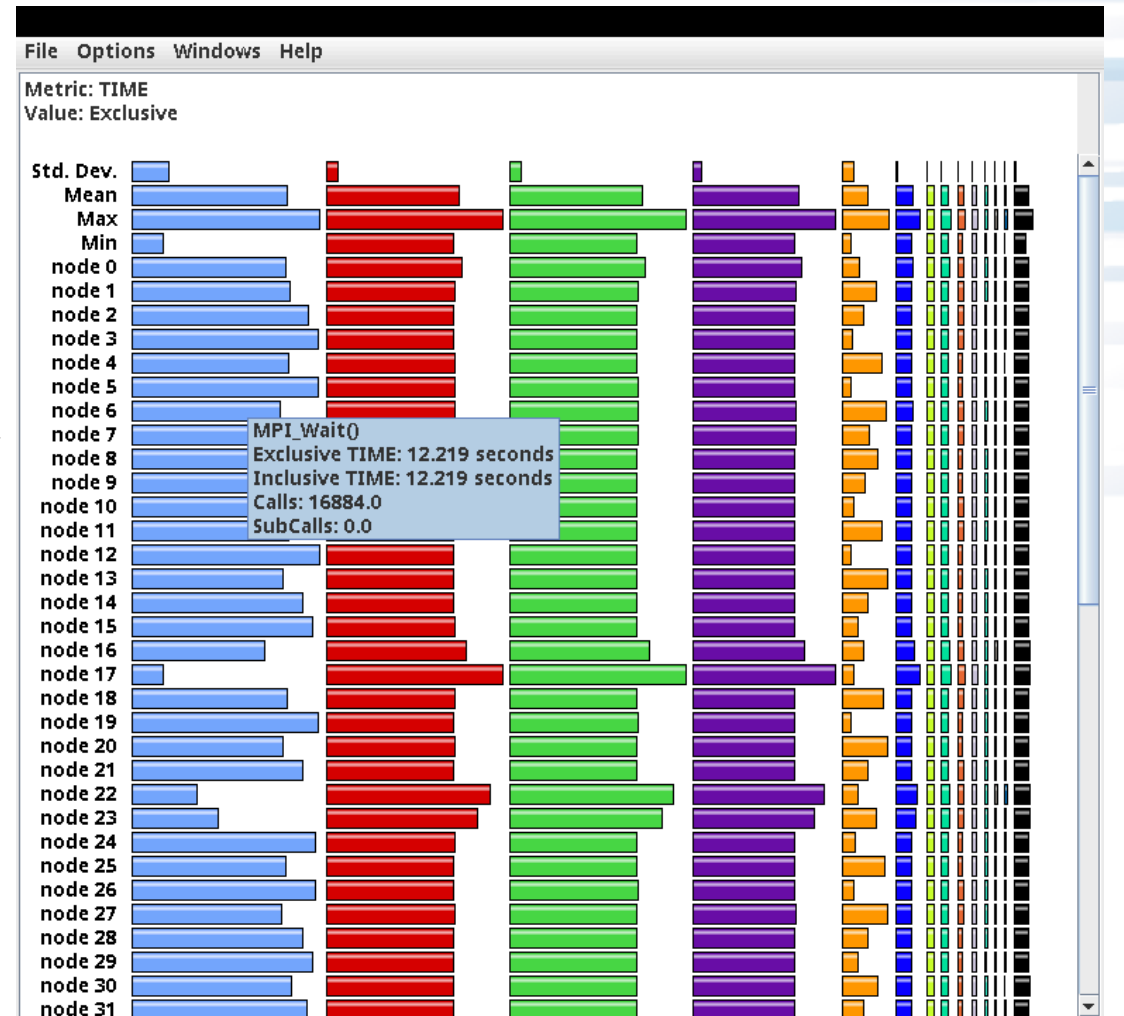 File Options Windows Help
Metric: TIME
Value: Exclusive
Std. Dev.
Mean
Max
Min
node 0
node 1
node 2
node 3
node 4
node 5
node 6
node 7
node 8
node 9
node 10
node 11
node 12
node 13
node 14
node 15
node 16
node 17
node 18
node 19
node 20
node 21
node 22
node 23
node 24
node 25
node 26
node 27
node 28
node 29
node 30
node 31
MPI_Wait()
Exclusive TIME: 12.219 seconds
Inclusive TIME: 12.219 seconds
Calls: 16884.0
SubCalls: 0.0